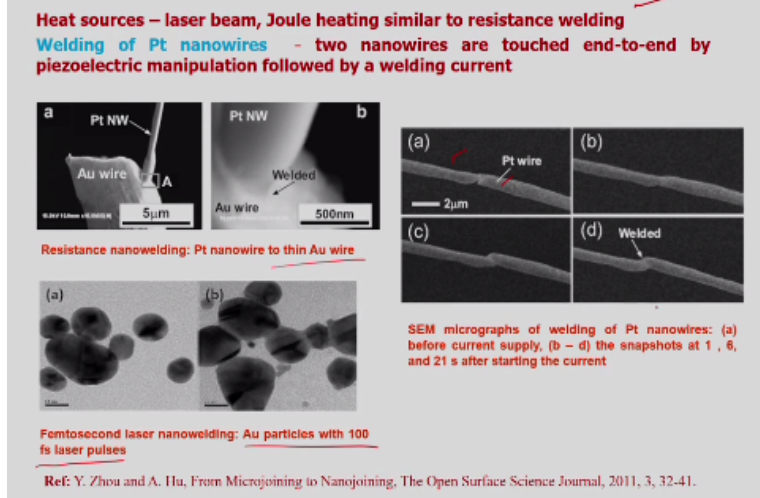 Heat sources – laser beam, Joule heating similar to resistance welding
Welding of Pt nanowires - two nanowires are touched end-to-end by
piezoelectric manipulation followed by a welding current
a
Pt NW
Au wire
A
5μm
b
Pt NW
Welded
Au wire
500nm
Resistance nanowelding: Pt nanowire to thin Au wire
(a)
(b)
Femtosecond laser nanowelding: Au particles with 100
fs laser pulses
(a)
Pt wire
2μm
(b)
(c)
(d)
Welded
SEM micrographs of welding of Pt nanowires: (a)
before current supply, (b – d) the snapshots at 1 , 6,
and 21 s after starting the current
Ref: Y. Zhou and A. Hu, From Microjoining to Nanojoining, The Open Surface Science Journal, 2011, 3, 32-41.